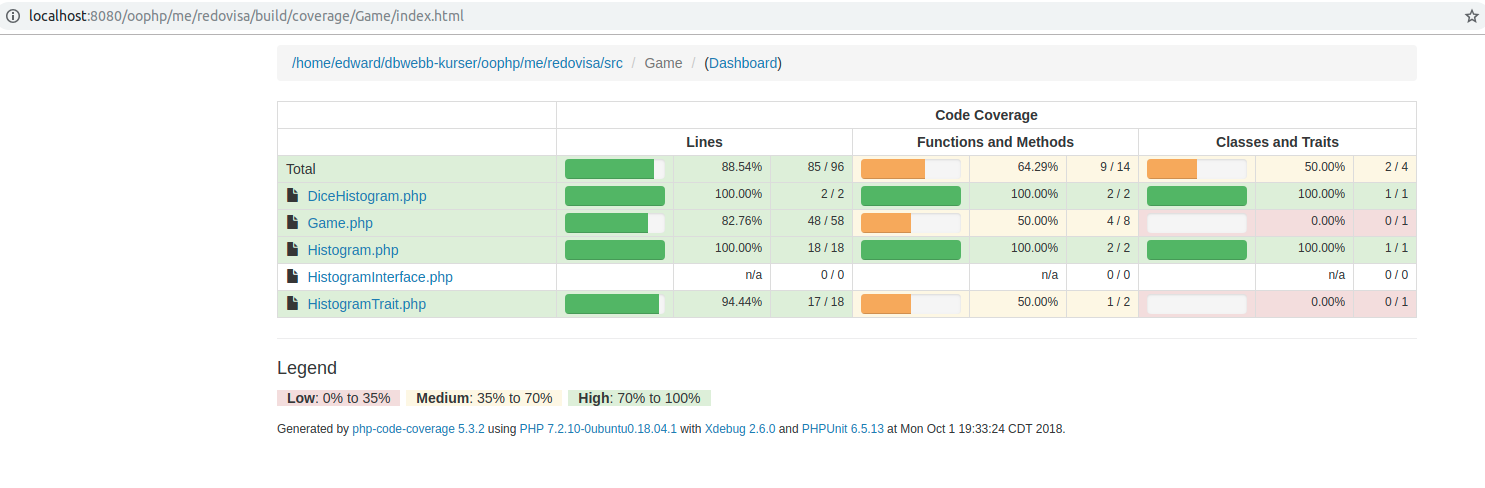 localhost:8080/oophp/me/redovisa/build/coverage/Game/index.html
/home/edward/dbwebb-kurser/oophp/me/redovisa/src / Game / (Dashboard)
Code Coverage
Lines Functions and Methods Classes and Traits
Total 88.54% 85 / 96 64.29% 9 / 14 50.00% 2 / 4
DiceHistogram.php 100.00% 2 / 2 100.00% 2 / 2 100.00% 1 / 1
Game.php 82.76% 48 / 58 50.00% 4 / 8 0.00% 0 / 1
Histogram.php 100.00% 18 / 18 100.00% 2 / 2 100.00% 1 / 1
HistogramInterface.php n/a 0 / 0 n/a 0 / 0 n/a 0 / 0
HistogramTrait.php 94.44% 17 / 18 50.00% 1 / 2 0.00% 0 / 1
Legend
Low: 0% to 35% Medium: 35% to 70% High: 70% to 100%
Generated by php-code-coverage 5.3.2 using PHP 7.2.10-0ubuntu0.18.04.1 with Xdebug 2.6.0 and PHPUnit 6.5.13 at Mon Oct 1 19:33:24 CDT 2018.